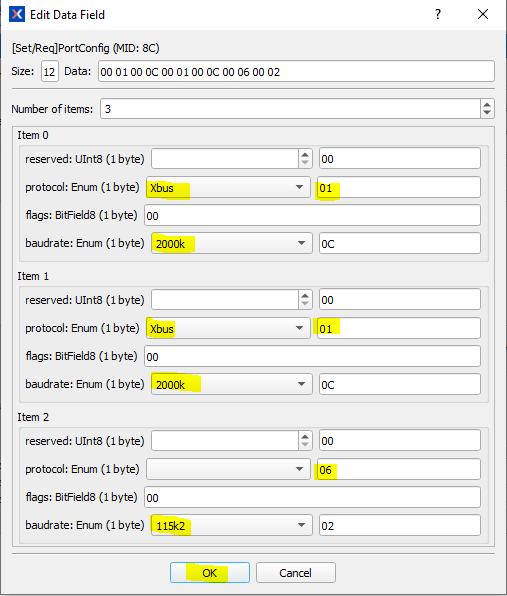 Edit Data Field
?
[Set/Req]PortConfig (MID: 8C)
Size: 12 Data: 00 01 00 0C 00 01 00 0C 00 06 00 02
Number of items: 3
Item 0
reserved: UInt8 (1 byte) 00
protocol: Enum (1 byte) Xbus 01
flags: BitField8 (1 byte) 00
baudrate: Enum (1 byte) 2000k 0C
Item 1
reserved: UInt8 (1 byte) 00
protocol: Enum (1 byte) Xbus 01
flags: BitField8 (1 byte) 00
baudrate: Enum (1 byte) 2000k 0C
Item 2
reserved: UInt8 (1 byte) 00
protocol: Enum (1 byte) 06
flags: BitField8 (1 byte) 00
baudrate: Enum (1 byte) 115k2 02
OK Cancel